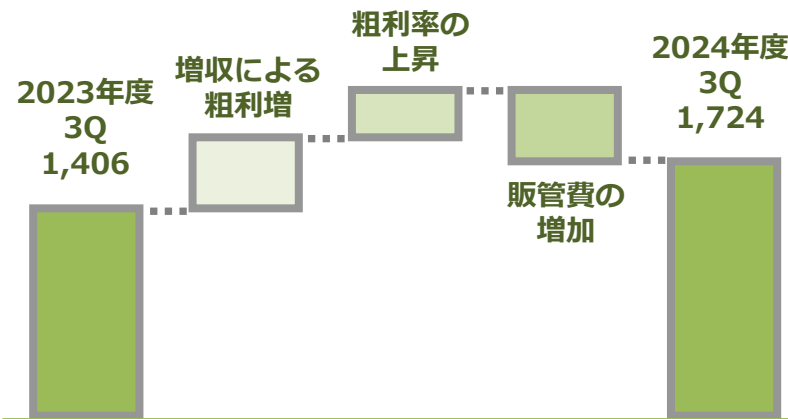 2023年度
3Q
1,406
増収による
粗利増
粗利率の
上昇
販管費の
増加
2024年度
3Q
1,724